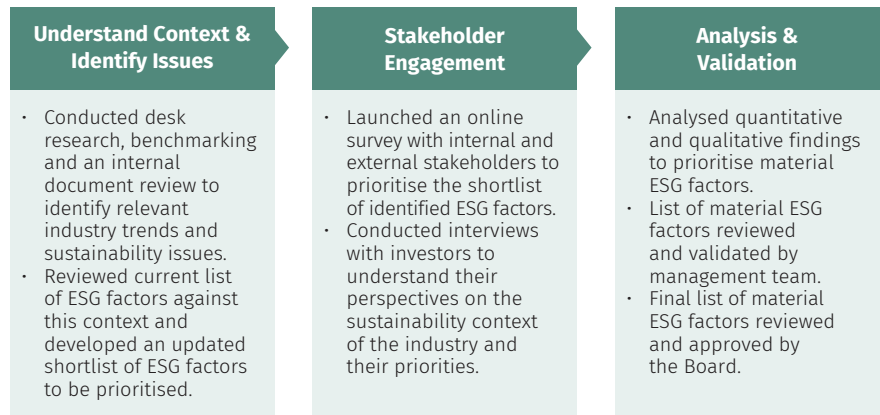 Understand Context &
Identify Issues
· Conducted desk
research, benchmarking
and an internal
document review to
identify relevant
industry trends and
sustainability issues.
· Reviewed current list
of ESG factors against
this context and
developed an updated
shortlist of ESG factors
to be prioritised.
Stakeholder
Engagement
· Launched an online
survey with internal and
external stakeholders to
prioritise the shortlist
of identified ESG factors.
· Conducted interviews
with investors to
understand their
perspectives on the
sustainability context
of the industry and
their priorities.
Analysis &
Validation
· Analysed quantitative
and qualitative findings
to prioritise material
ESG factors.
· List of material ESG
factors reviewed
and validated by
management team.
· Final list of material
ESG factors reviewed
and approved by
the Board.